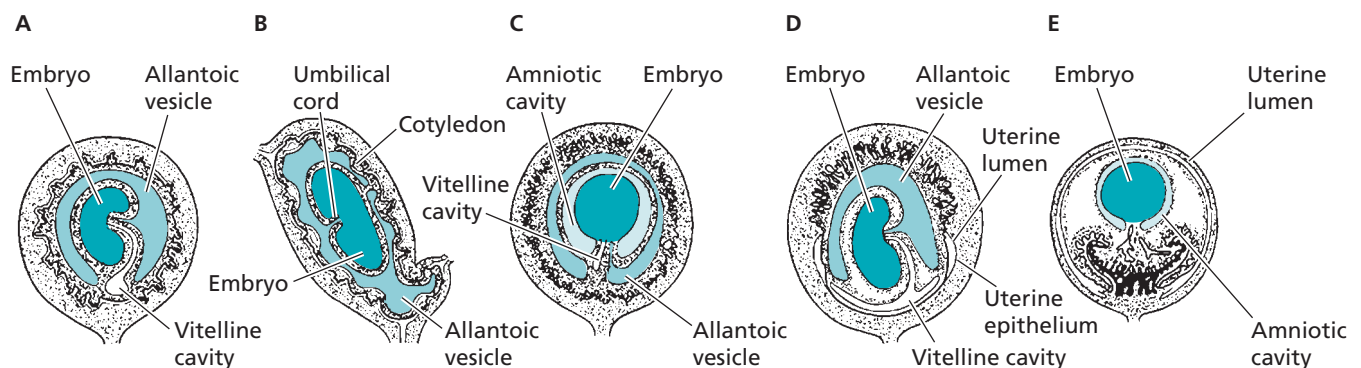 A
Embryo
Allantoic
vesicle
Vitelline
cavity
B
Umbilical
cord
Cotyledon
Embryo
Allantoic
vesicle
C
Amniotic
cavity
Embryo
Vitelline
cavity
Allantoic
vesicle
D
Embryo
Allantoic
vesicle
Uterine
lumen
Uterine
epithelium
Vitelline cavity
E
Embryo
Uterine
lumen
Amniotic
cavity